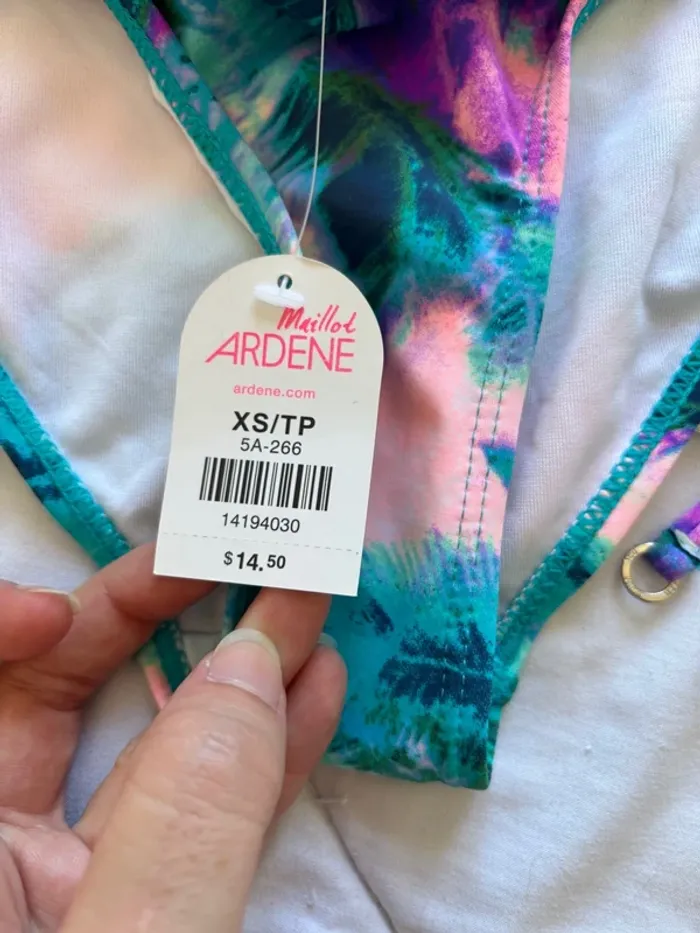 Maillot
ARDENE
ardene.com
XS/TP
5A-266
14194030
$14.50